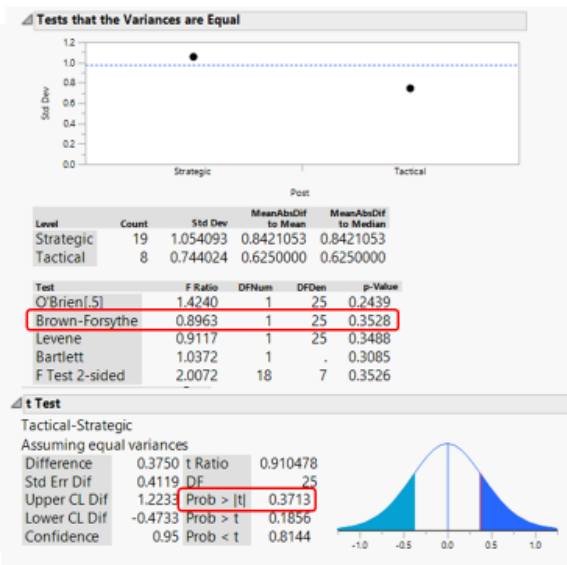 Tests that the Variances are Equal
1.2
1.0
0.8
0.6
0.4
0.2
0.0
Std Dev
Strategic Tactical
Post
Level Count Std Dev MeanAbsDif to Mean MeanAbsDif to Median
Strategic 19 1.054093 0.8421053 0.8421053
Tactical 8 0.744024 0.6250000 0.6250000
Test F Ratio DFNum DFDen p-Value
O'Brien[.5] 1.4240 1 25 0.2439
Brown-Forsythe 0.8963 1 25 0.3528
Levene 0.9117 1 25 0.3488
Bartlett 1.0372 1 . 0.3085
F Test 2-sided 2.0072 18 7 0.3526
t Test
Tactical-Strategic
Assuming equal variances
Difference 0.3750 t Ratio 0.910478
Std Err Dif 0.4119 DF 25
Upper CL Dif 1.2233 Prob > |t| 0.3713
Lower CL Dif -0.4733 Prob > t 0.1856
Confidence 0.95 Prob < t 0.8144
-1.0 -0.5 0.0 0.5 1.0